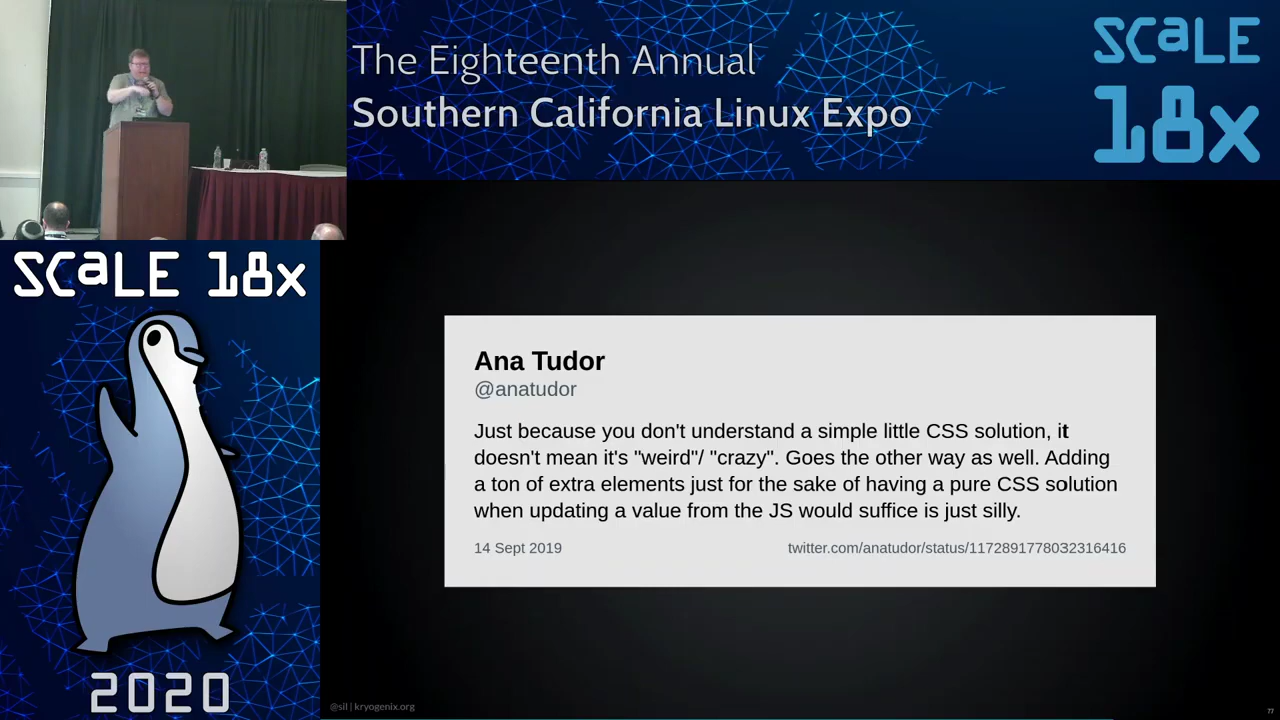 The Eighteenth Annual
Southern California Linux Expo
SCaLE
18x
SCaLE 18x
Ana Tudor
@anatudor
Just because you don't understand a simple little CSS solution, it
doesn't mean it's "weird"/ "crazy". Goes the other way as well. Adding
a ton of extra elements just for the sake of having a pure CSS solution
when updating a value from the JS would suffice is just silly.
14 Sept 2019
twitter.com/anatudor/status/1172891778032316416
2020
@sil | kryogenix.org
77